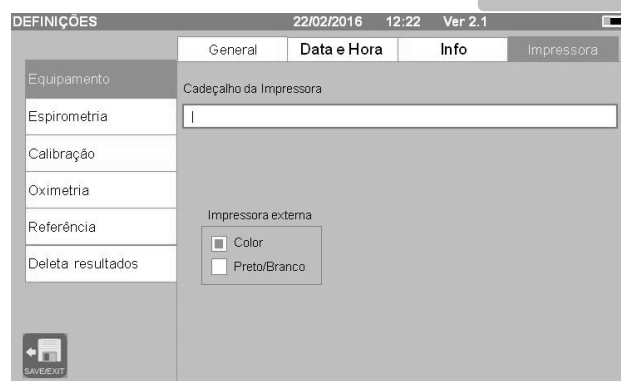 DEFINIÇÕES 22/02/2016 12:22 Ver 2.1
General Data e Hora Info Impressora
Equipamento
Cadeçalho da Impressora
Espirometria
Calibração
Oximetria
Referência
Impressora externa
Color
Deleta resultados
Preto/Branco
SAVE/EXIT